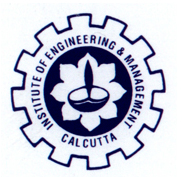 INSTITUTE OF ENGINEERING & MANAGEMENT
CALCUTTA